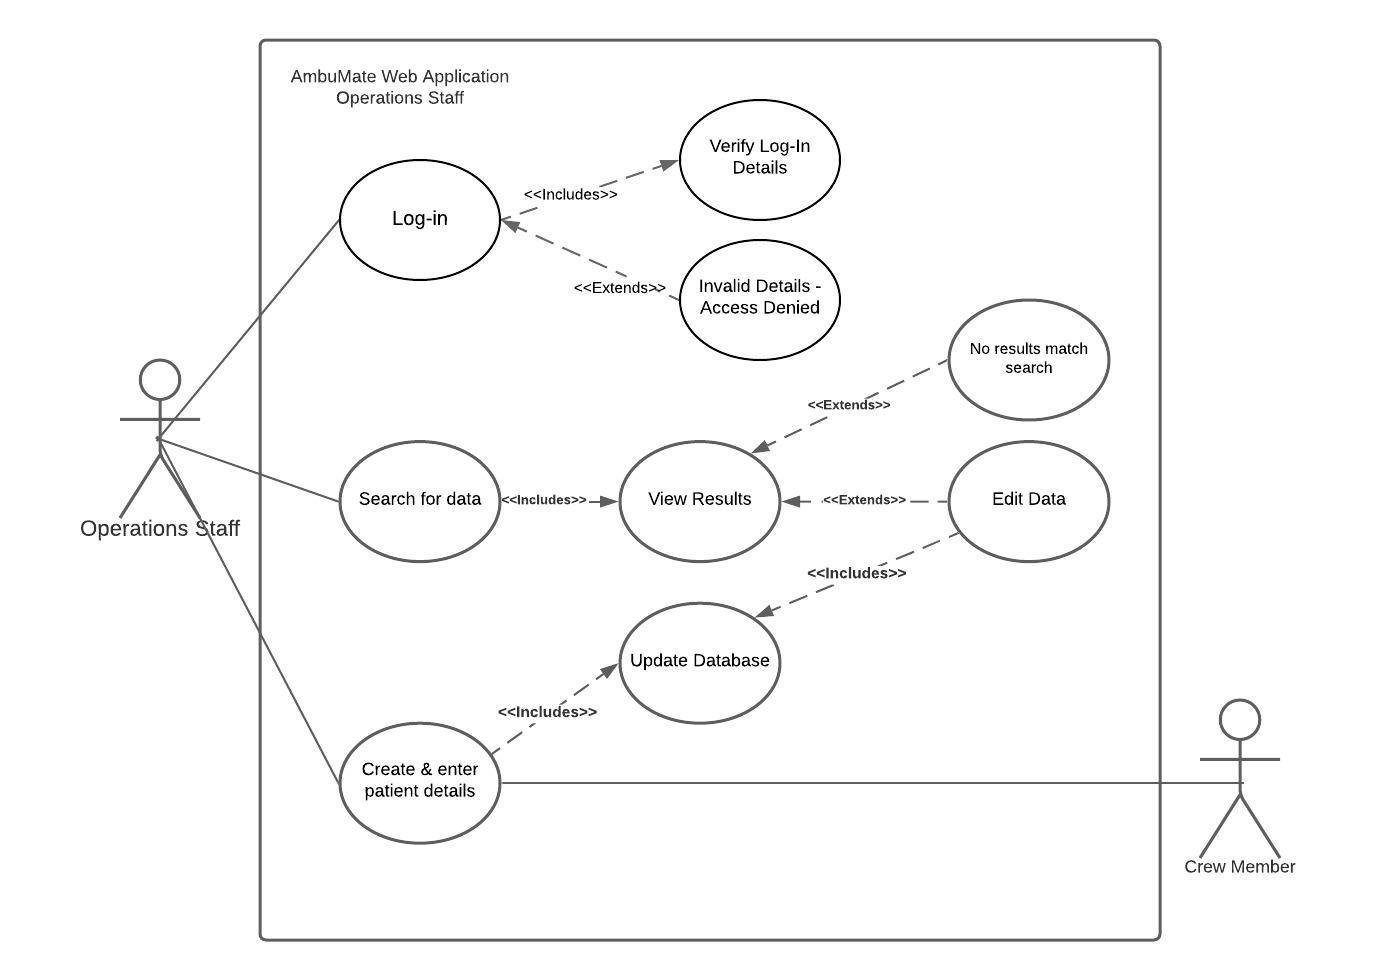 AmbuMate Web Application
Operations Staff
Verify Log-In
Details
<<Includes>>
Log-in
<<Extends>>
Invalid Details -
Access Denied
No results match
search
<<Extends>>
Search for data
<<Includes>>
View Results
<<Extends>>
Edit Data
Operations Staff
<<Includes>>
Update Database
<<Includes>>
Create & enter
patient details
Crew Member